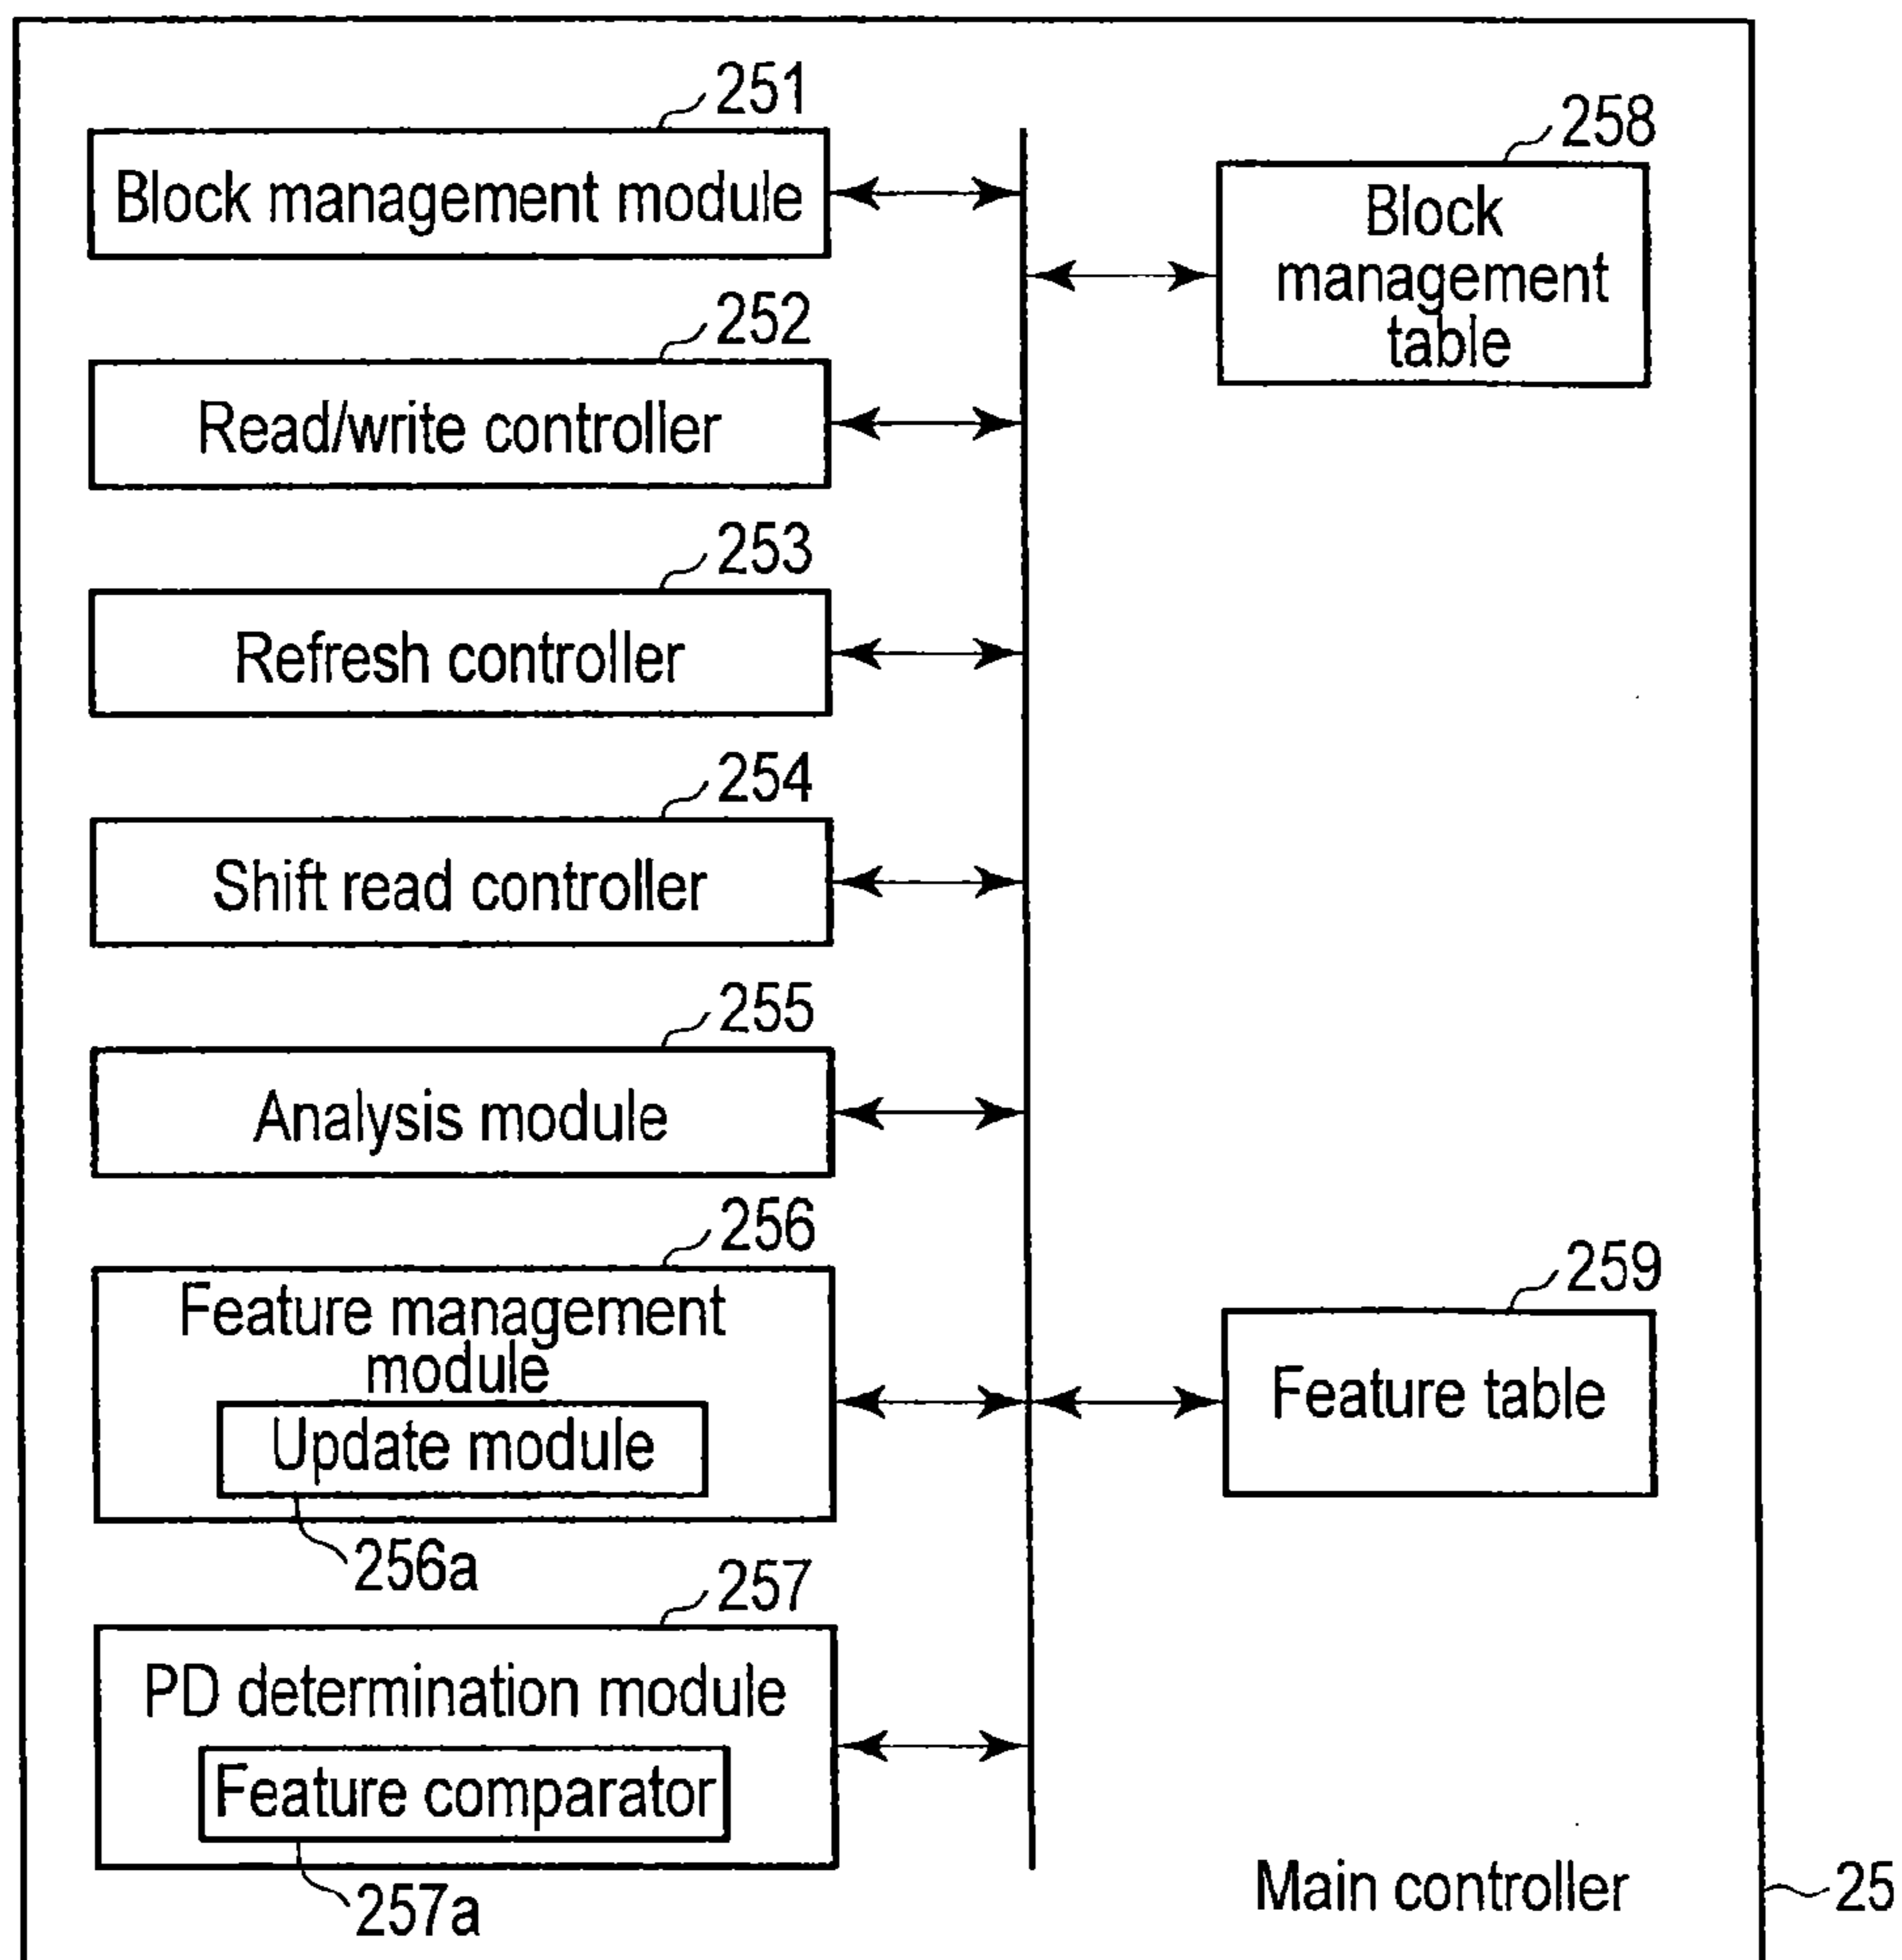 251
Block management module
258
Block
management
table
252
Read/write controller
253
Refresh controller
254
Shift read controller
255
Analysis module
256
Feature management
module
Update module
256a
259
Feature table
257
PD determination module
Feature comparator
257a
Main controller
25